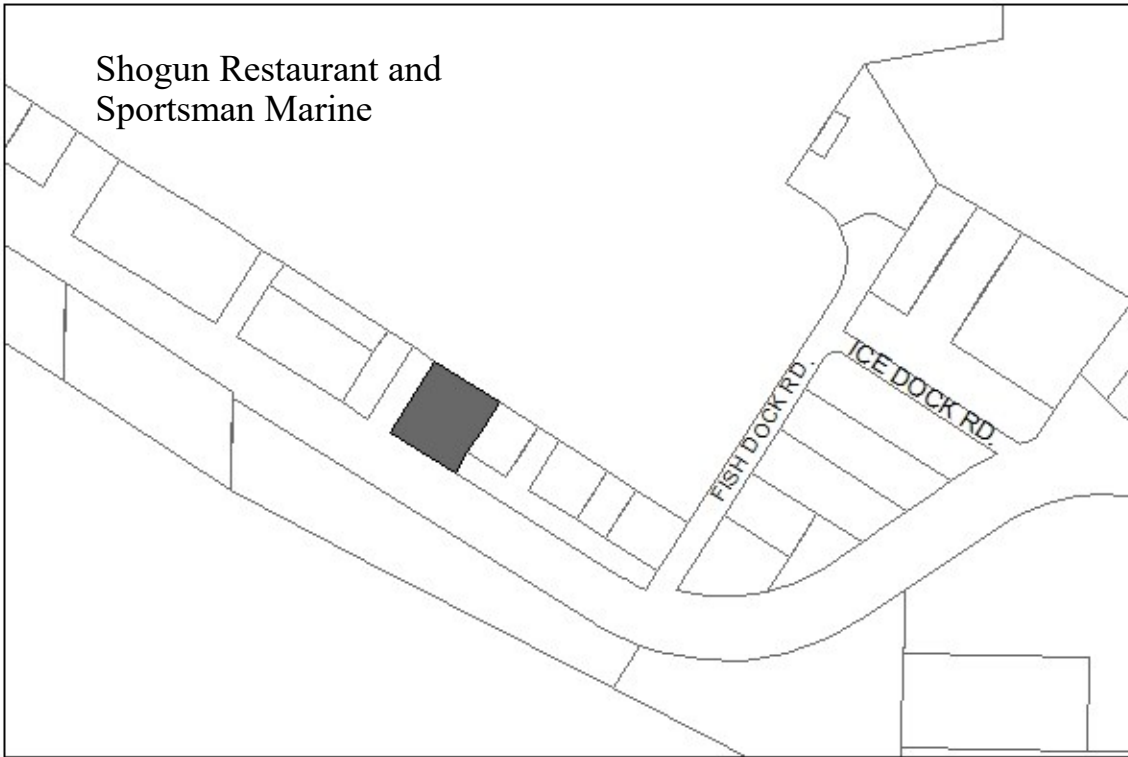 Shogun Restaurant and
Sportsman Marine
ICE DOCK RD.
FISH DOCK RD.